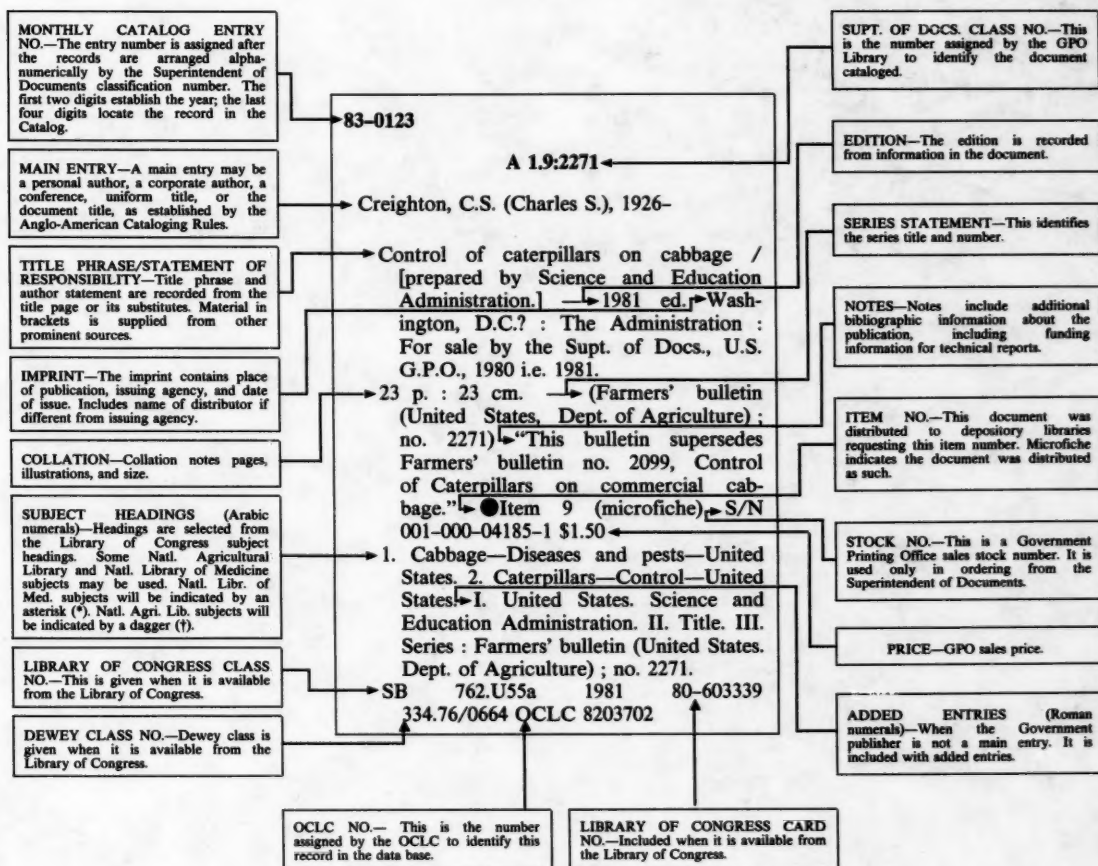 MONTHLY CATALOG ENTRY
NO.—The entry number is assigned after
the records are arranged alpha-
numerically by the Superintendent of
Documents classification number. The
first two digits establish the year; the last
four digits locate the record in the
Catalog.
MAIN ENTRY—A main entry may be
a personal author, a corporate author, a
conference, uniform title, or the
document title, as established by the
Anglo-American Cataloging Rules.
TITLE PHRASE/STATEMENT OF
RESPONSIBILITY—Title phrase and
author statement are recorded from the
title page or its substitutes. Material in
brackets is supplied from other
prominent sources.
IMPRINT—The imprint contains place
of publication, issuing agency, and date
of issue. Includes name of distributor if
different from issuing agency.
COLLATION—Collation notes pages,
illustrations, and size.
SUBJECT HEADINGS (Arabic
numerals)—Headings are selected from
the Library of Congress subject
headings. Some Natl. Agricultural
Library and Natl. Library of Medicine
subjects may be used. Natl. Libr. of
Med. subjects will be indicated by an
asterisk (*). Natl. Agri. Lib. subjects will
be indicated by a dagger (†).
LIBRARY OF CONGRESS CLASS
NO.—This is given when it is available
from the Library of Congress.
DEWEY CLASS NO.—Dewey class is
given when it is available from the
Library of Congress.
83-0123
A 1.9:2271
Creighton, C.S. (Charles S.), 1926-
Control of caterpillars on cabbage /
[prepared by Science and Education
Administration.] 1981 ed. Wash-
ington, D.C.? : The Administration :
For sale by the Supt. of Docs., U.S.
G.P.O., 1980 i.e. 1981.
23 p. : 23 cm. (Farmers' bulletin
(United States, Dept. of Agriculture) ;
no. 2271) "This bulletin supersedes
Farmers' bulletin no. 2099, Control
of Caterpillars on commercial cab-
bage." ●Item 9 (microfiche) S/N
001-000-04185-1 $1.50
1. Cabbage—Diseases and pests—United
States. 2. Caterpillars—Control—United
States. I. United States. Science and
Education Administration. II. Title. III.
Series : Farmers' bulletin (United States.
Dept. of Agriculture) ; no. 2271.
SB 762.U55a 1981 80-603339
334.76/0664 OCLC 8203702
SUPT. OF DOCS. CLASS NO.—This
is the number assigned by the GPO
Library to identify the document
cataloged.
EDITION—The edition is recorded
from information in the document.
SERIES STATEMENT—This identifies
the series title and number.
NOTES—Notes include additional
bibliographic information about the
publication, including funding
information for technical reports.
ITEM NO.—This document was
distributed to depository libraries
requesting this item number. Microfiche
indicates the document was distributed
as such.
STOCK NO.—This is a Government
Printing Office sales stock number. It is
used only in ordering from the
Superintendent of Documents.
PRICE—GPO sales price.
ADDED ENTRIES (Roman
numerals)—When the Government
publisher is not a main entry. It is
included with added entries.
OCLC NO.— This is the number
assigned by the OCLC to identify this
record in the data base.
LIBRARY OF CONGRESS CARD
NO.—Included when it is available from
the Library of Congress.